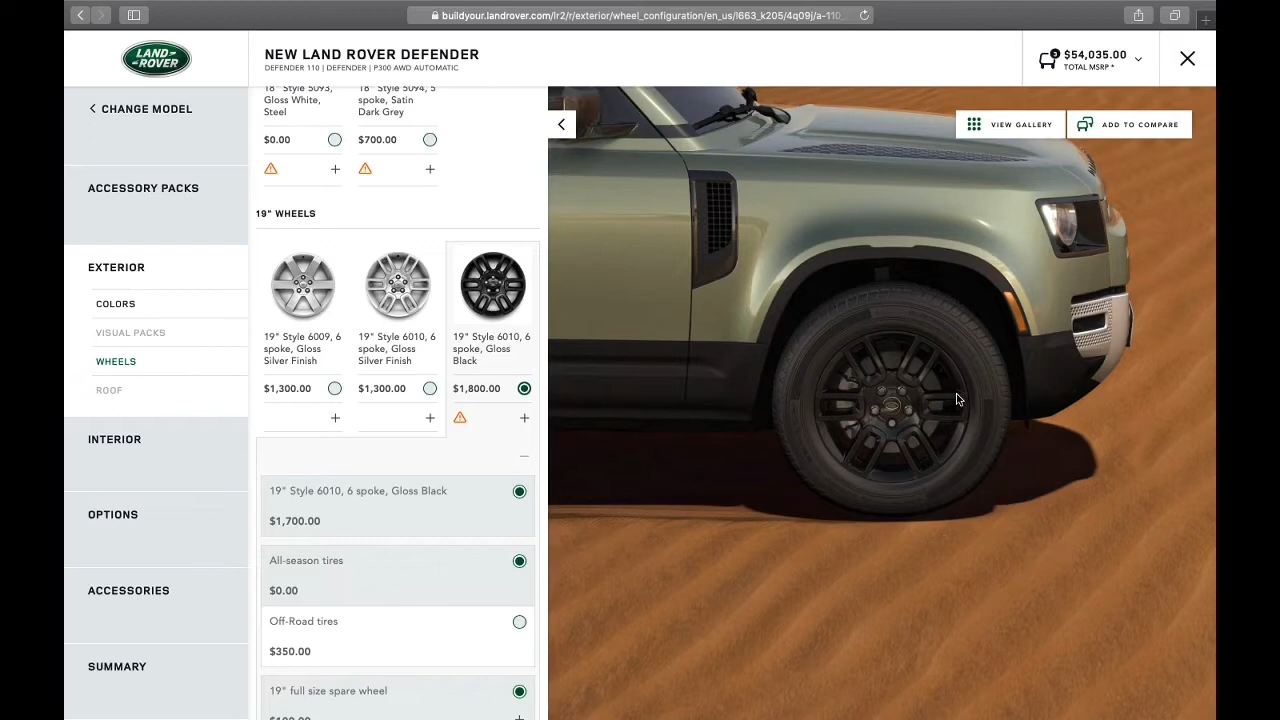 buildyour.landrover.com/lr2/r/exterior/wheel_configuration/en_us/l663_k205/4q09j/a-110
LAND-
-ROVER
NEW LAND ROVER DEFENDER
DEFENDER 110 | DEFENDER | P300 AWD AUTOMATIC
3
$54,035.00
TOTAL MSRP *
CHANGE MODEL
ACCESSORY PACKS
EXTERIOR
COLORS
VISUAL PACKS
WHEELS
ROOF
INTERIOR
OPTIONS
ACCESSORIES
SUMMARY
18" Style 5093,
Gloss White,
Steel
$0.00
18" Style 5094, 5
spoke, Satin
Dark Grey
$700.00
19" WHEELS
19" Style 6009, 6
spoke, Gloss
Silver Finish
$1,300.00
19" Style 6010, 6
spoke, Gloss
Silver Finish
$1,300.00
19" Style 6010, 6
spoke, Gloss
Black
$1,800.00
19" Style 6010, 6 spoke, Gloss Black
$1,700.00
All-season tires
$0.00
Off-Road tires
$350.00
19" full size spare wheel
$100.00
VIEW GALLERY
ADD TO COMPARE